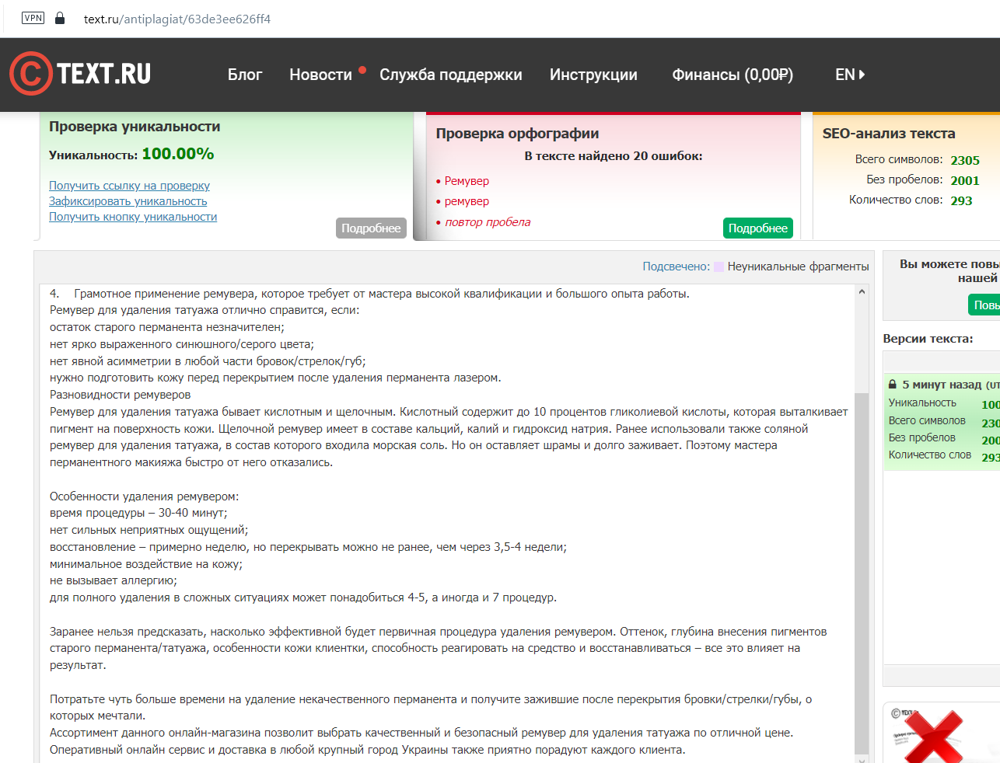 VPN text.ru/antiplagiat/63de3ee626ff4
C TEXT.RU Блог Новости Служба поддержки Инструкции Финансы (0,00₽) EN
Проверка уникальности
Уникальность: 100.00%
Получить ссылку на проверку
Зафиксировать уникальность
Получить кнопку уникальности
Подробнее
Проверка орфографии
В тексте найдено 20 ошибок:
• Ремувер
• ремувер
• повтор пробела
Подробнее
SEO-анализ текста
Всего символов: 2305
Без пробелов: 2001
Количество слов: 293
Подсвечено: Неуникальные фрагменты
4. Грамотное применение ремувера, которое требует от мастера высокой квалификации и большого опыта работы.
Ремувер для удаления татуажа отлично справится, если:
остаток старого перманента незначителен;
нет ярко выраженного синюшного/серого цвета;
нет явной асимметрии в любой части бровок/стрелок/губ;
нужно подготовить кожу перед перекрытием после удаления перманента лазером.
Разновидности ремуверов
Ремувер для удаления татуажа бывает кислотным и щелочным. Кислотный содержит до 10 процентов гликолиевой кислоты, которая выталкивает
пигмент на поверхность кожи. Щелочной ремувер имеет в составе кальций, калий и гидроксид натрия. Ранее использовали также соляной
ремувер для удаления татуажа, в состав которого входила морская соль. Но он оставляет шрамы и долго заживает. Поэтому мастера
перманентного макияжа быстро от него отказались.
Особенности удаления ремувером:
время процедуры – 30-40 минут;
нет сильных неприятных ощущений;
восстановление – примерно неделю, но перекрывать можно не ранее, чем через 3,5-4 недели;
минимальное воздействие на кожу;
не вызывает аллергию;
для полного удаления в сложных ситуациях может понадобиться 4-5, а иногда и 7 процедур.
Заранее нельзя предсказать, насколько эффективной будет первичная процедура удаления ремувером. Оттенок, глубина внесения пигментов
старого перманента/татуажа, особенности кожи клиентки, способность реагировать на средство и восстанавливаться – все это влияет на
результат.
Потратьте чуть больше времени на удаление некачественного перманента и получите зажившие после перекрытия бровки/стрелки/губы, о
которых мечтали.
Ассортимент данного онлайн-магазина позволит выбрать качественный и безопасный ремувер для удаления татуажа по отличной цене.
Оперативный онлайн сервис и доставка в любой крупный город Украины также приятно порадуют каждого клиента.
Вы можете повы
нашей
Повы
Версии текста:
5 минут назад (UT
Уникальность 100
Всего символов 230
Без пробелов 200
Количество слов 293